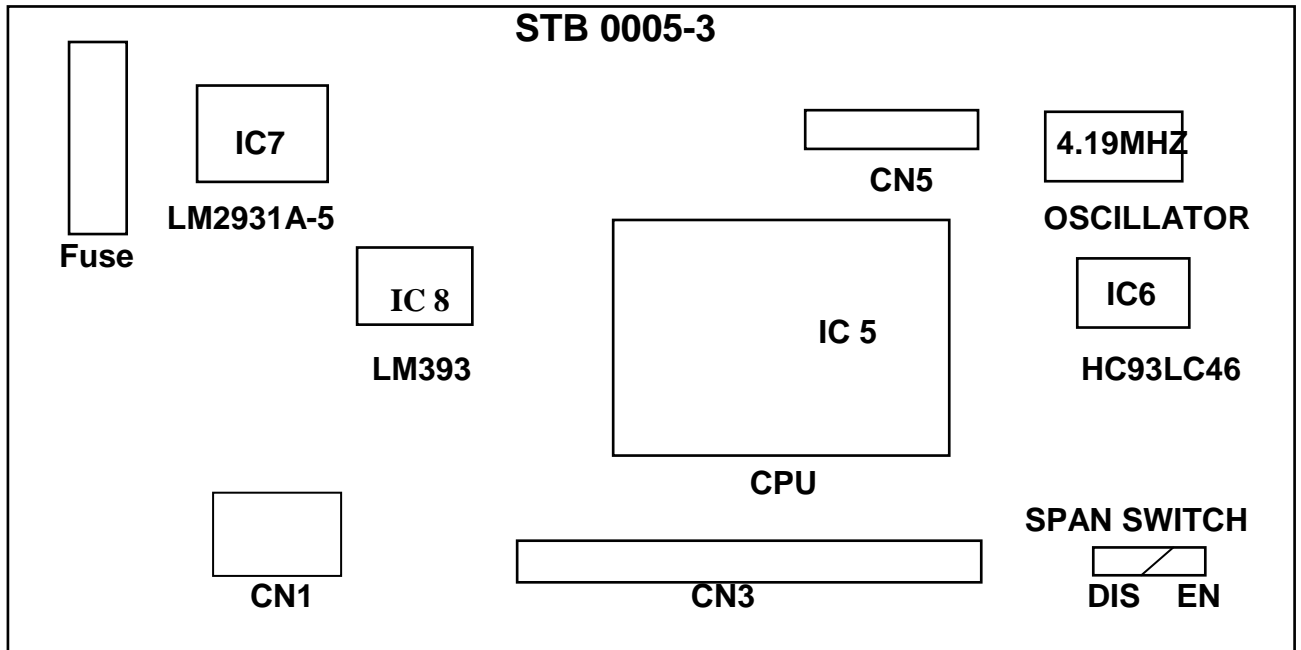 STB 0005-3
IC7
4.19MHZ
CN5
LM2931A-5
OSCILLATOR
Fuse
IC 8
IC6
IC 5
LM393
HC93LC46
CPU
SPAN SWITCH
CN1
CN3
DIS EN